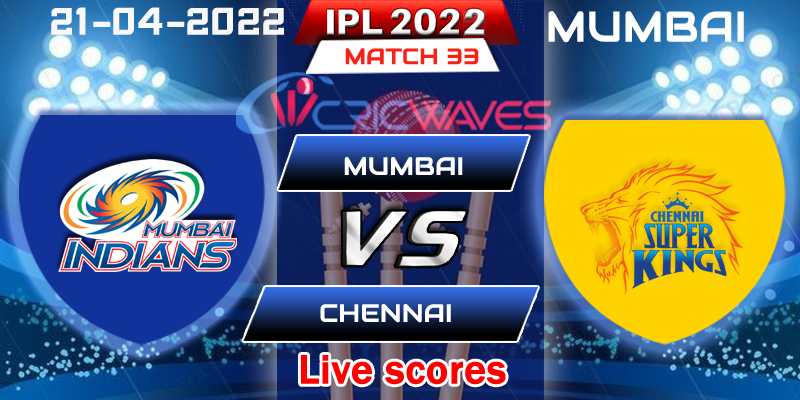 21-04-2022
IPL 2022
MATCH 33
MUMBAI
CRICWAVES
MUMBAI
VS
CHENNAI
Live scores
MUMBAI
INDIANS
CHENNAI
SUPER
KINGS